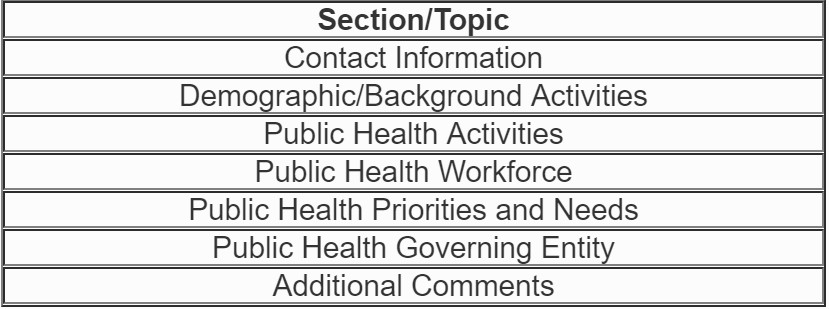 Section/Topic
Contact Information
Demographic/Background Activities
Public Health Activities
Public Health Workforce
Public Health Priorities and Needs
Public Health Governing Entity
Additional Comments